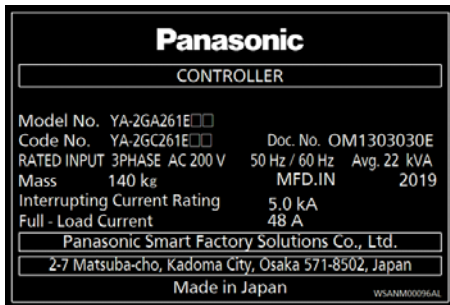 Panasonic
CONTROLLER
Model No. YA-2GA261E□□
Code No. YA-2GC261E□□ Doc. No. OM1303030E
RATED INPUT 3PHASE AC 200 V 50 Hz / 60 Hz Avg. 22 kVA
Mass 140 kg MFD.IN 2019
Interrupting Current Rating 5.0 kA
Full - Load Current 48 A
Panasonic Smart Factory Solutions Co., Ltd.
2-7 Matsuba-cho, Kadoma City, Osaka 571-8502, Japan
Made in Japan
WSANM00096AL